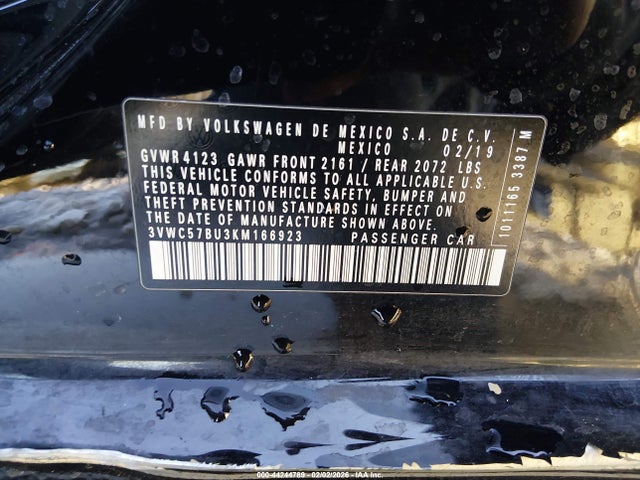 MFD BY VOLKSWAGEN DE MEXICO S.A. DE C.V.
MEXICO 02/19
GVWR 4123 GAWR FRONT 2161 / REAR 2072 LBS
THIS VEHICLE CONFORMS TO ALL APPLICABLE U.S.
FEDERAL MOTOR VEHICLE SAFETY, BUMPER AND
THEFT PREVENTION STANDARDS IN EFFECT ON
THE DATE OF MANUFACTURE SHOWN ABOVE.
3VWC57BU3KM166923 PASSENGER CAR
1011165 3387 M
000-44244789 02/02/2026 - IAA Inc.